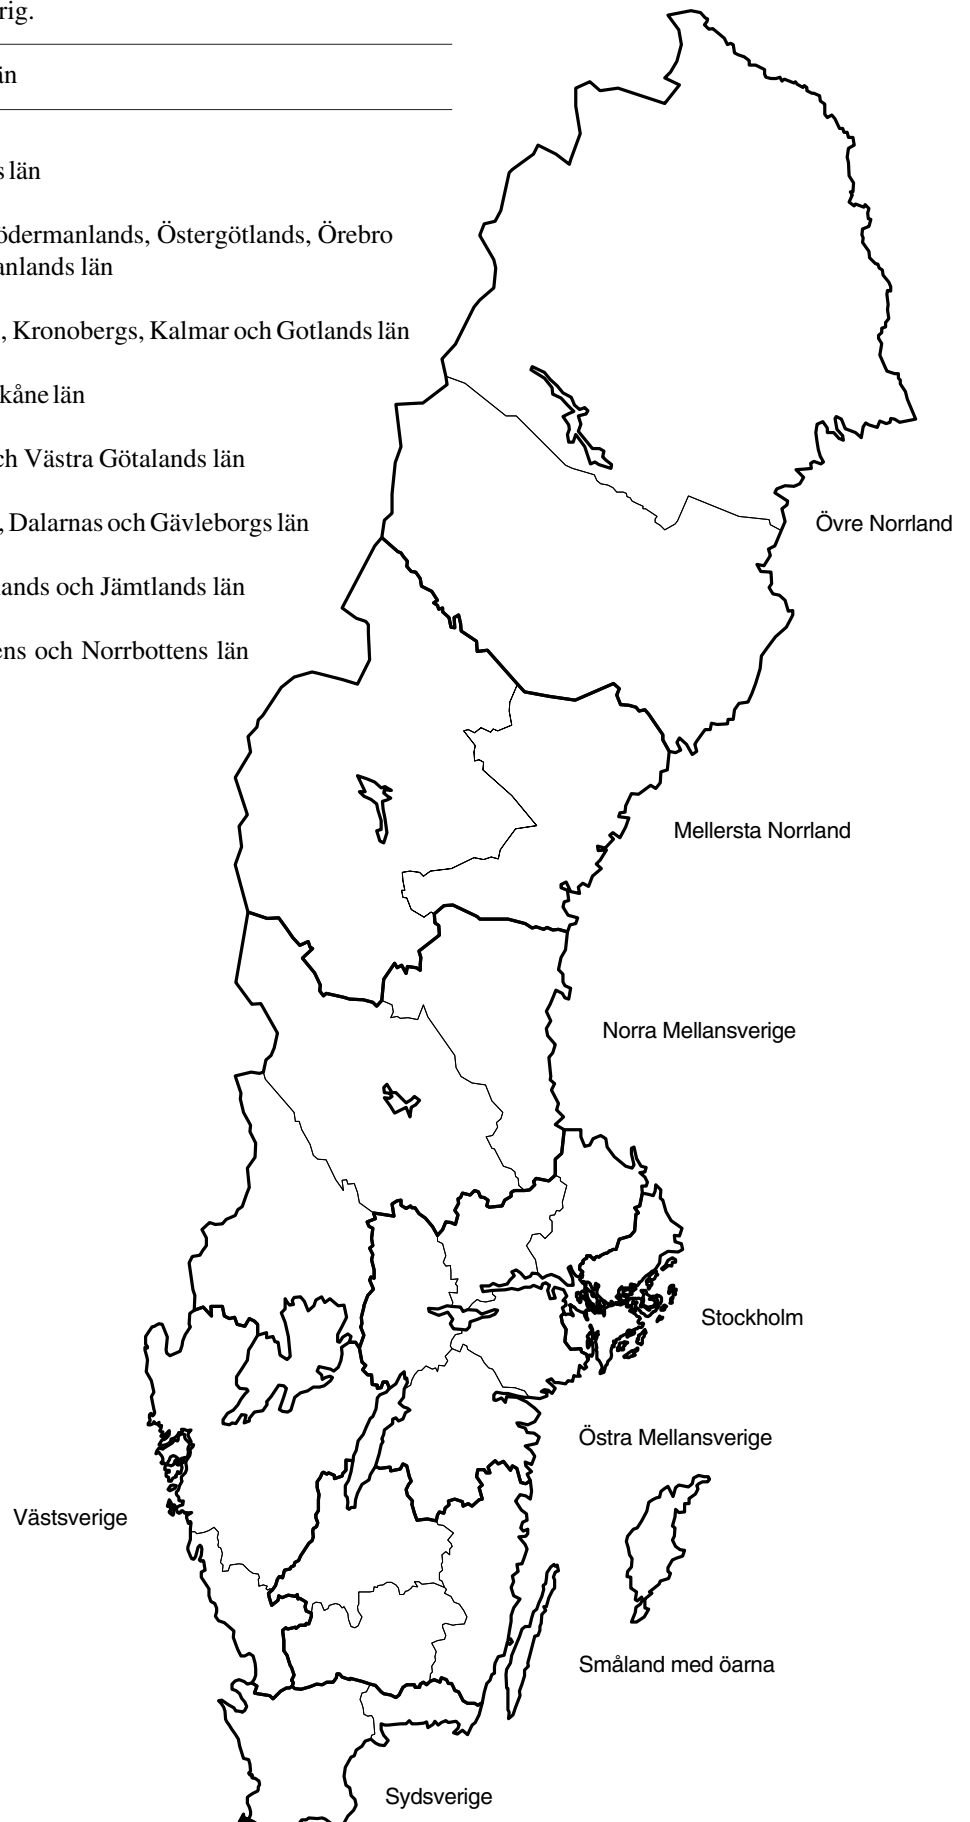 rig.
än
s län
ödermanlands, Östergötlands, Örebro
anlands län
, Kronobergs, Kalmar och Gotlands län
kåne län
ch Västra Götalands län
, Dalarnas och Gävleborgs län
lands och Jämtlands län
ens och Norrbottens län
Övre Norrland
Mellersta Norrland
Norra Mellansverige
Stockholm
Östra Mellansverige
Västsverige
Småland med öarna
Sydsverige